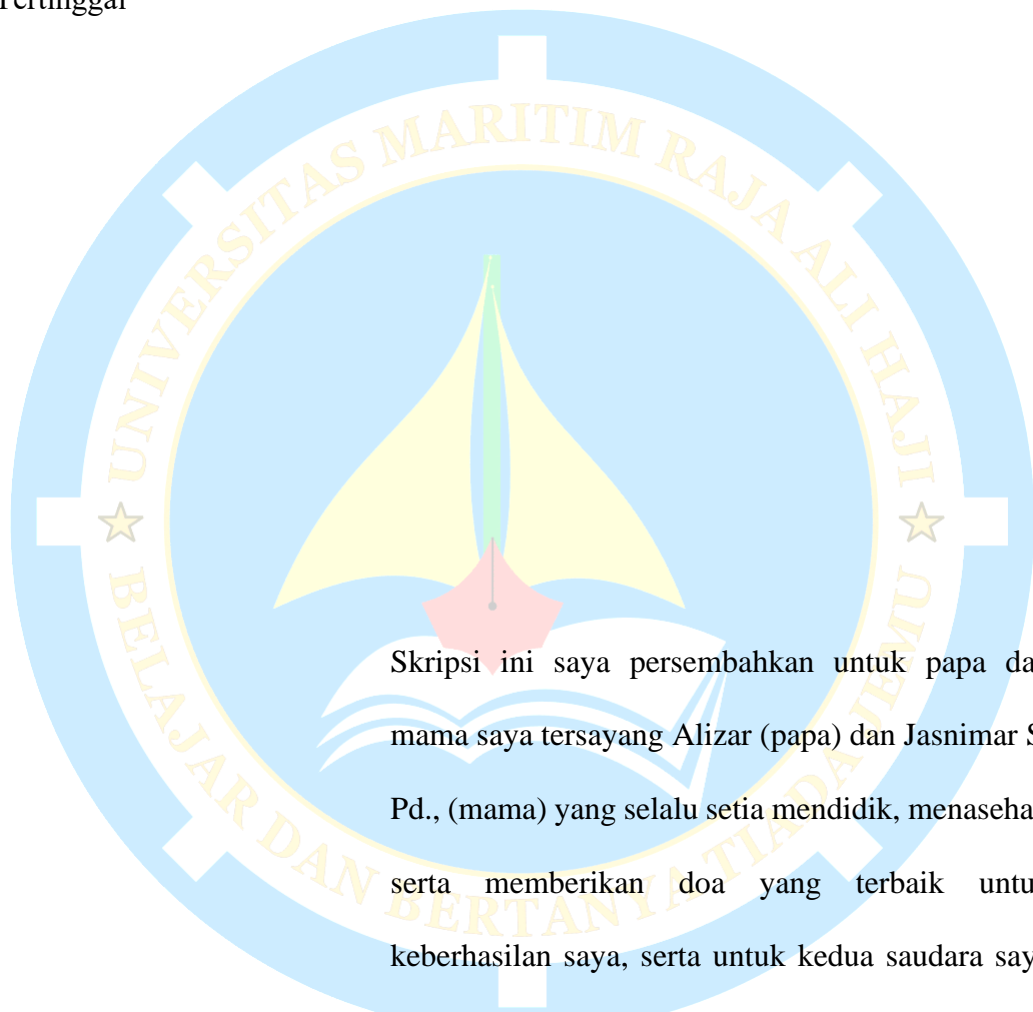 Tertinggal
UNIVERSITAS MARITIM RAJA ALI HAJI
BELAJAR DAN BERTANYA TIADA JEMU
Skripsi ini saya persembahkan untuk papa da
mama saya tersayang Alizar (papa) dan Jasnimar S
Pd., (mama) yang selalu setia mendidik, menaseha
serta memberikan doa yang terbaik untu
keberhasilan saya, serta untuk kedua saudara say